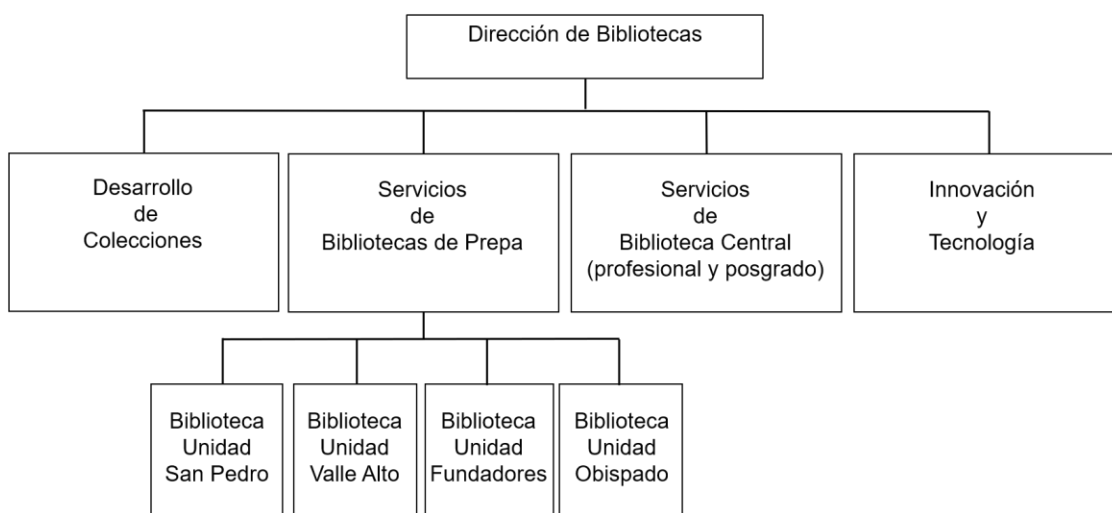 Dirección de Bibliotecas
Desarrollo
de
Colecciones
Servicios
de
Bibliotecas de Prepa
Servicios
de
Biblioteca Central
(profesional y posgrado)
Innovación
y
Tecnología
Biblioteca
Unidad
San Pedro
Biblioteca
Unidad
Valle Alto
Biblioteca
Unidad
Fundadores
Biblioteca
Unidad
Obispado